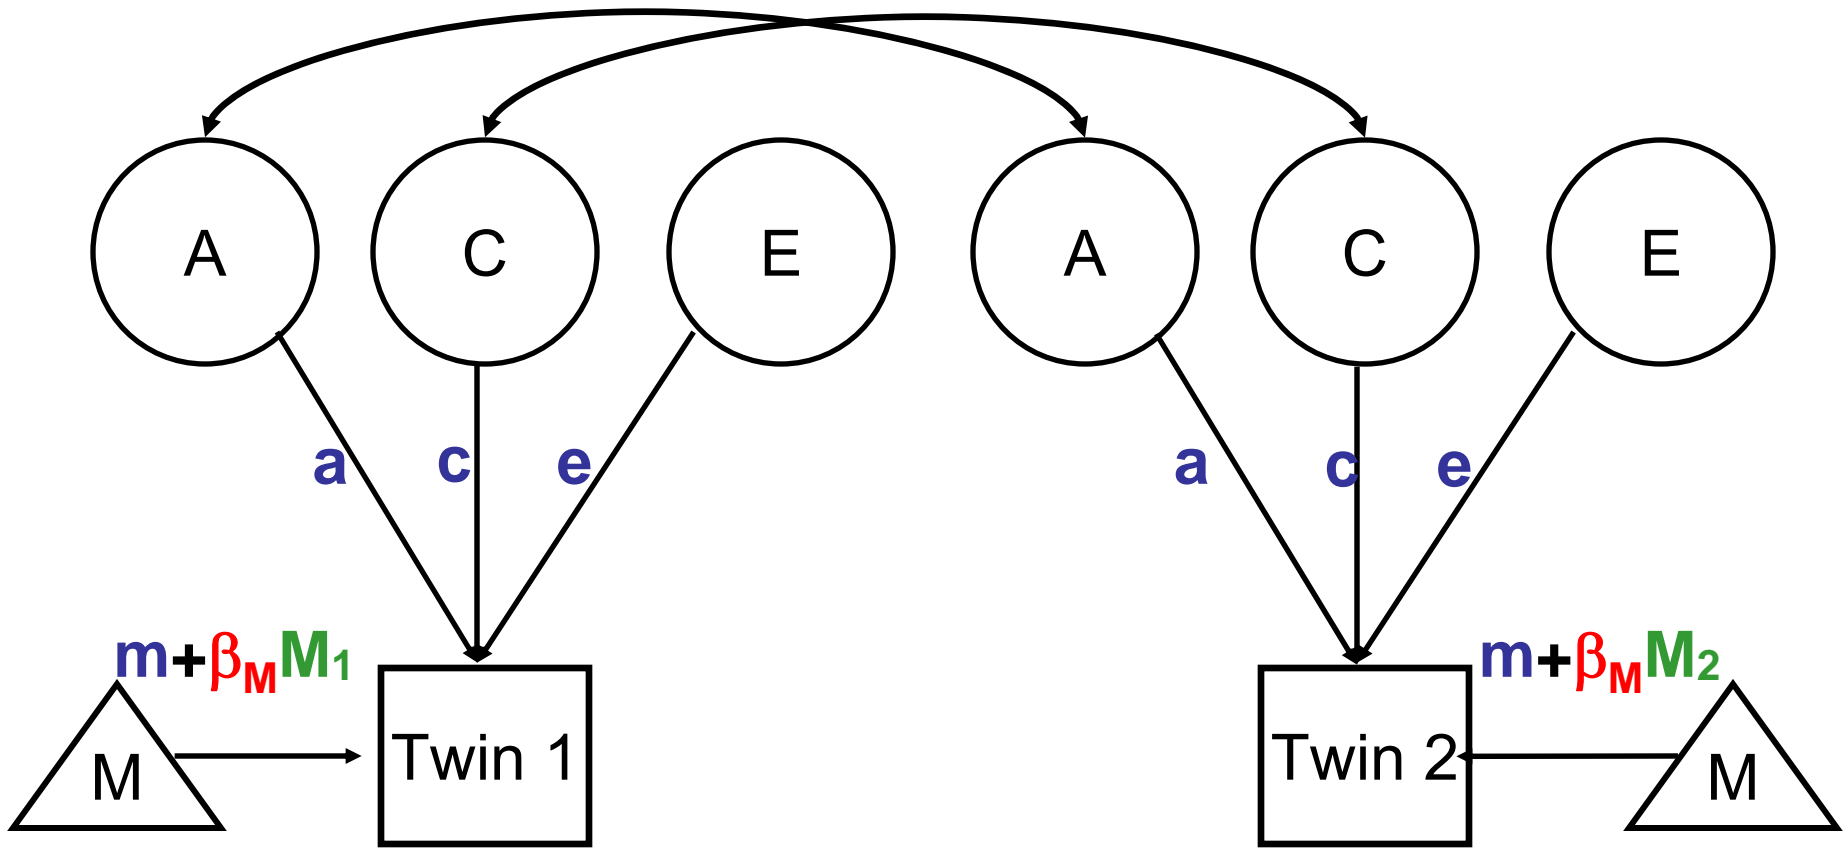 A C E A C E
a c e a c e
m+βMM1 m+βMM2
M Twin 1 Twin 2 M